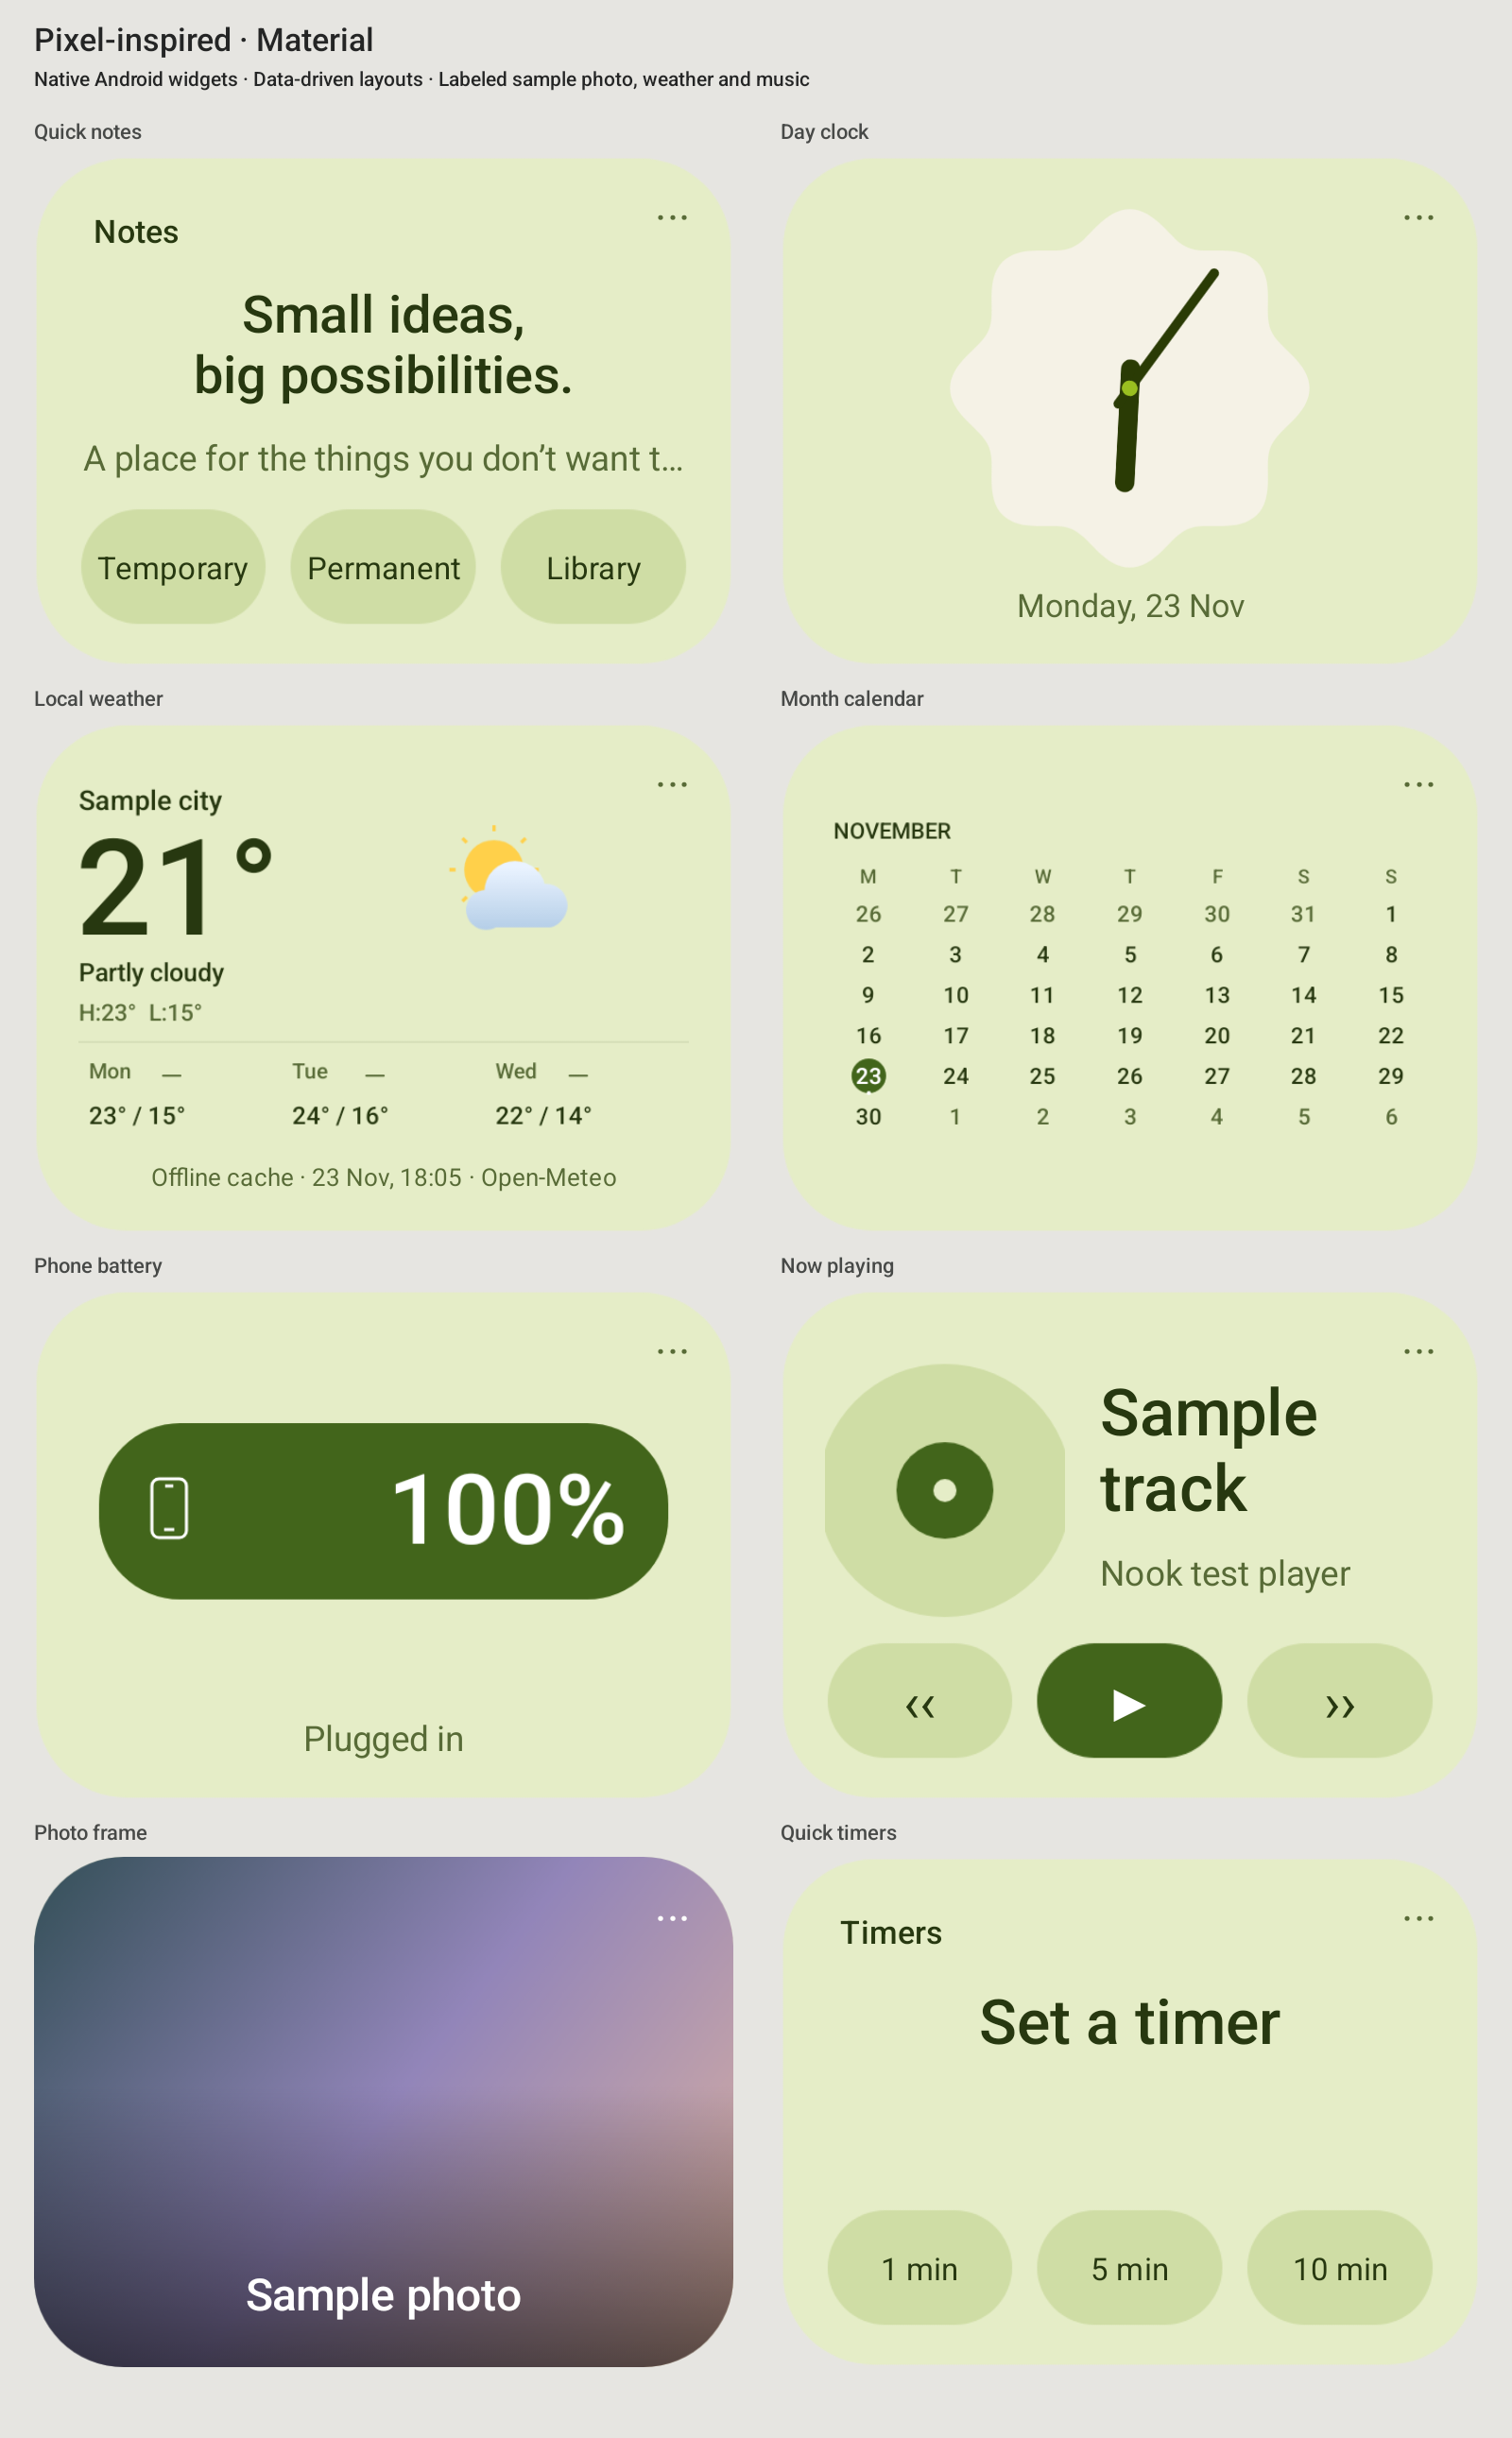 Pixel-inspired · Material
Native Android widgets · Data-driven layouts · Labeled sample photo, weather and music
Quick notes
Notes
Small ideas,
big possibilities.
A place for the things you don’t want t…
Temporary Permanent Library
Day clock
Monday, 23 Nov
Local weather
Sample city
21°
Partly cloudy
H:23° L:15°
Mon — Tue — Wed —
23° / 15° 24° / 16° 22° / 14°
Offline cache · 23 Nov, 18:05 · Open-Meteo
Month calendar
NOVEMBER
M T W T F S S
26 27 28 29 30 31 1
2 3 4 5 6 7 8
9 10 11 12 13 14 15
16 17 18 19 20 21 22
23 24 25 26 27 28 29
30 1 2 3 4 5 6
Phone battery
100%
Plugged in
Now playing
Sample
track
Nook test player
‹‹ ▶ ››
Photo frame
Sample photo
Quick timers
Timers
Set a timer
1 min 5 min 10 min